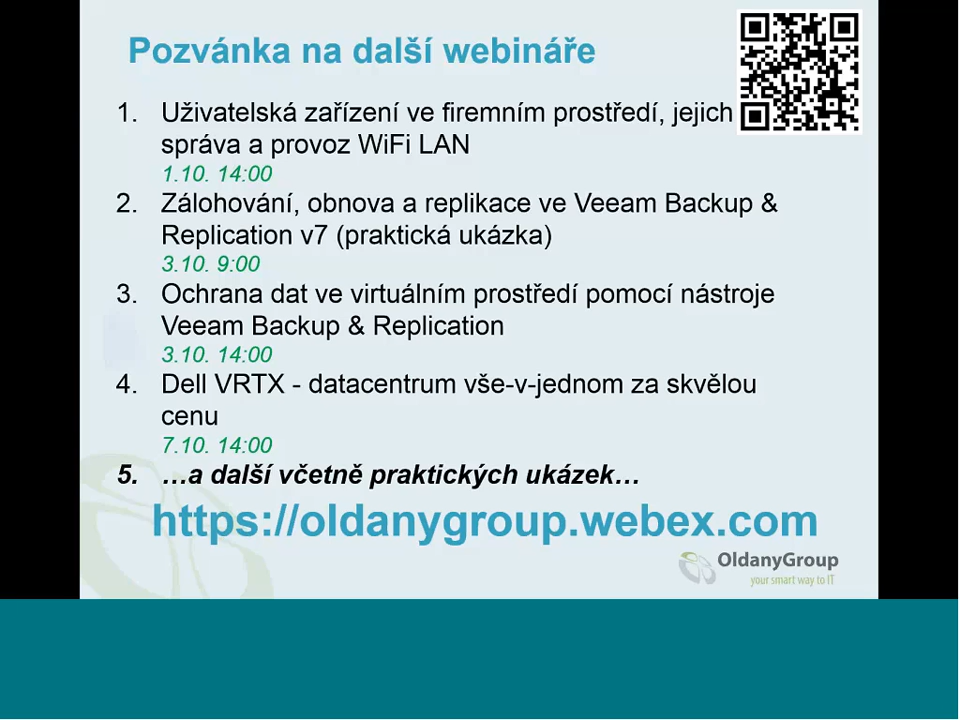 Pozvánka na další webináře
1. Uživatelská zařízení ve firemním prostředí, jejich
správa a provoz WiFi LAN
1.10. 14:00
2. Zálohování, obnova a replikace ve Veeam Backup &
Replication v7 (praktická ukázka)
3.10. 9:00
3. Ochrana dat ve virtuálním prostředí pomocí nástroje
Veeam Backup & Replication
3.10. 14:00
4. Dell VRTX - datacentrum vše-v-jednom za skvělou
cenu
7.10. 14:00
5. …a další včetně praktických ukázek…
https://oldanygroup.webex.com
OldanyGroup
your smart way to IT